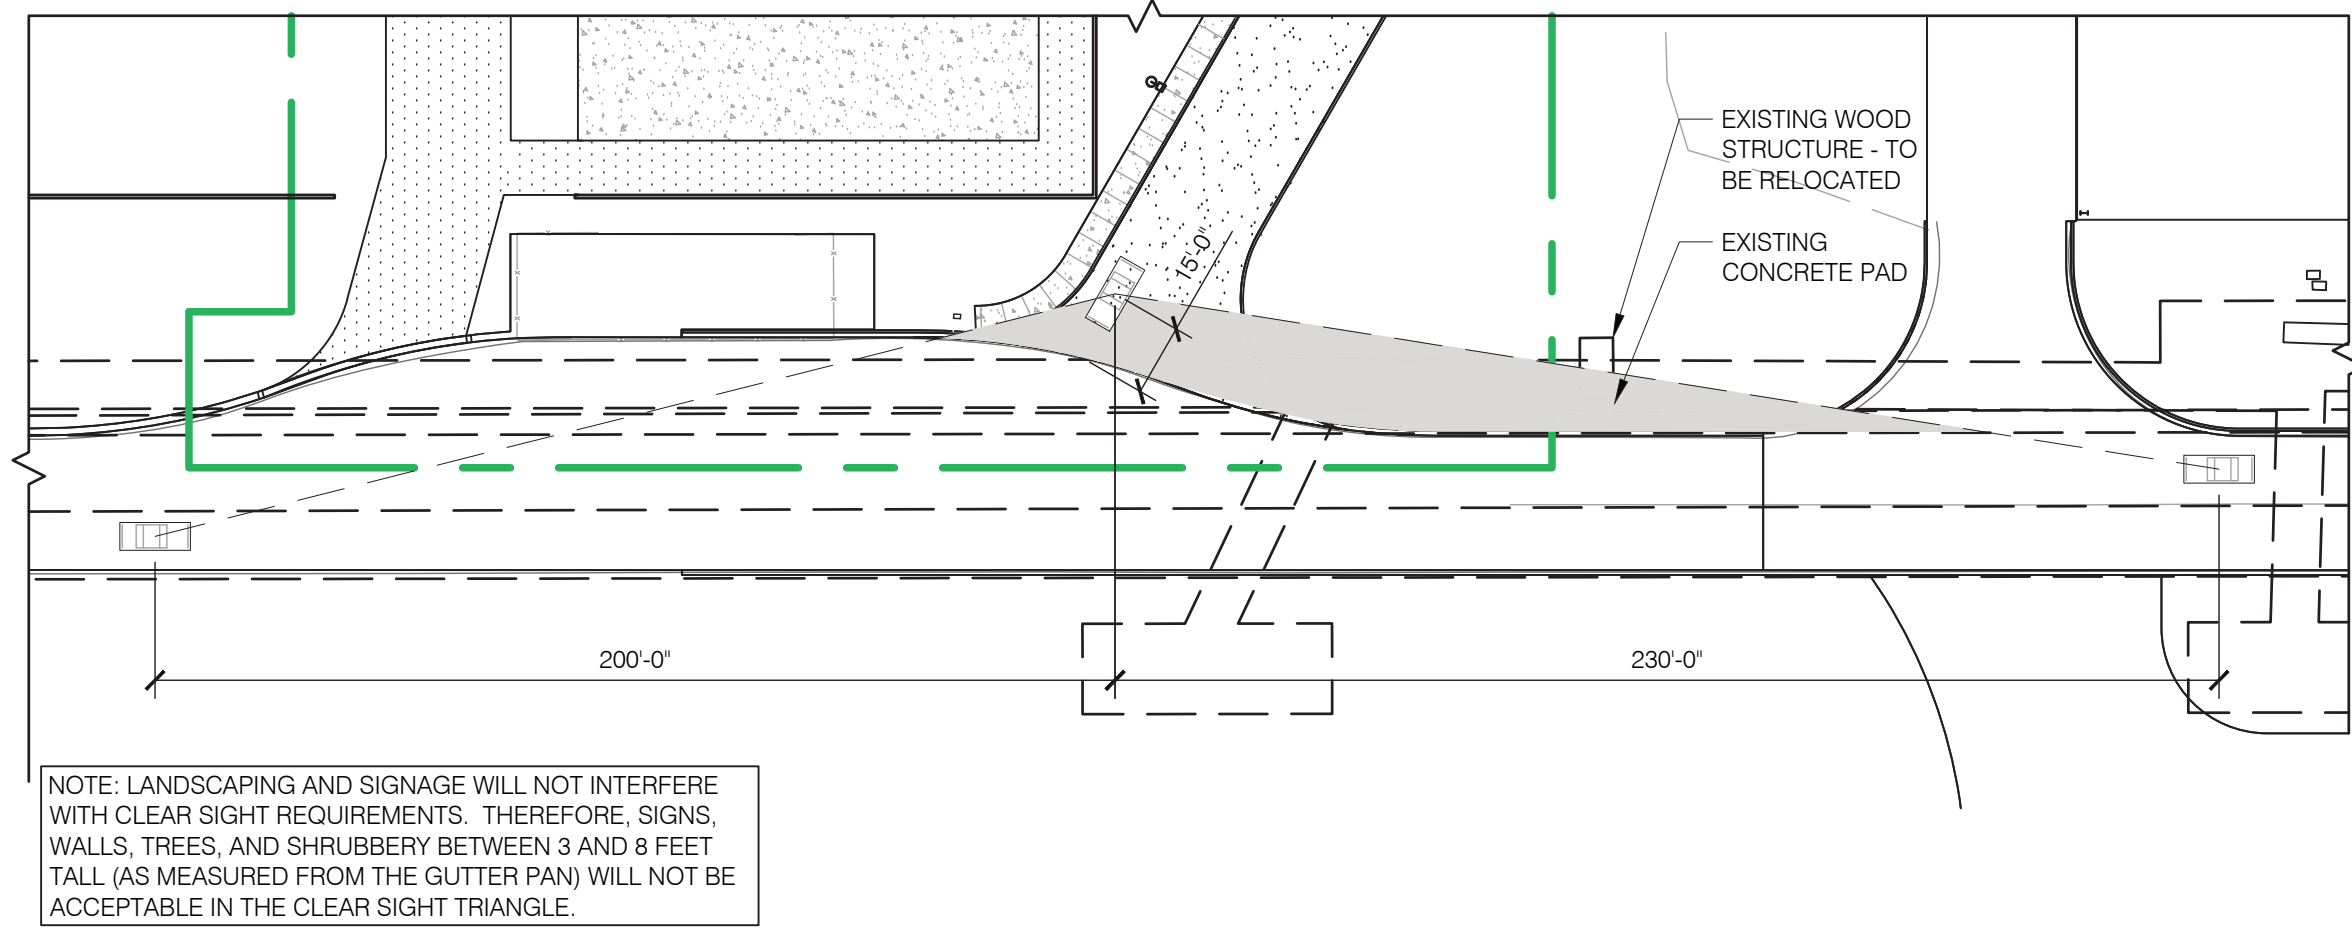 EXISTING WOOD
STRUCTURE - TO
BE RELOCATED
EXISTING
CONCRETE PAD
15'-0"
200'-0"
230'-0"
NOTE: LANDSCAPING AND SIGNAGE WILL NOT INTERFERE
WITH CLEAR SIGHT REQUIREMENTS. THEREFORE, SIGNS,
WALLS, TREES, AND SHRUBBERY BETWEEN 3 AND 8 FEET
TALL (AS MEASURED FROM THE GUTTER PAN) WILL NOT BE
ACCEPTABLE IN THE CLEAR SIGHT TRIANGLE.